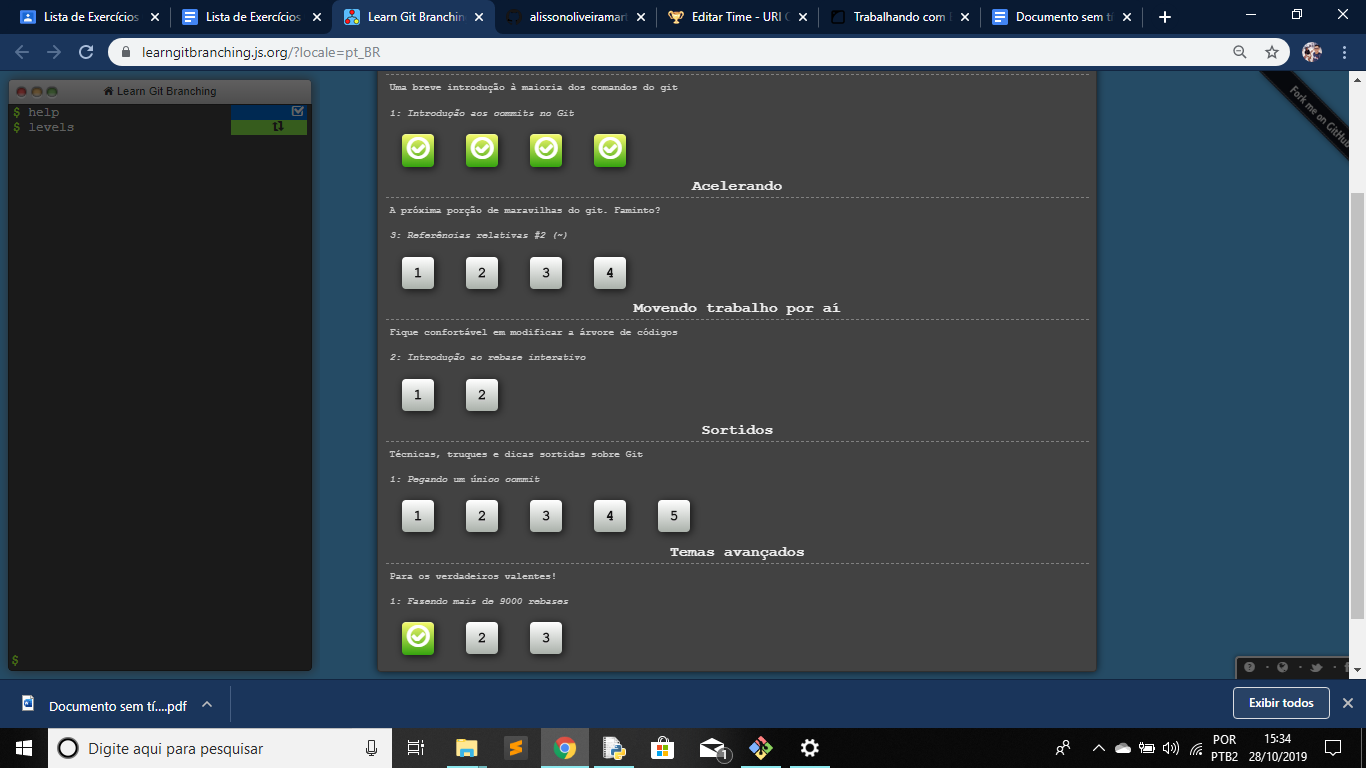 Lista de Exercícios
Lista de Exercícios
Learn Git Branchin
alissonoliveiramart
Editar Time - URI O
Trabalhando com
Documento sem tí
learngitbranching.js.org/?locale=pt_BR
Learn Git Branching
$ help
$ levels
$
Uma breve introdução à maioria dos comandos do git
1: Introdução aos commits no Git
Acelerando
A próxima porção de maravilhas do git. Faminto?
3: Referências relativas #2 (~)
1 2 3 4
Movendo trabalho por aí
Fique confortável em modificar a árvore de códigos
2: Introdução ao rebase interativo
1 2
Sortidos
Técnicas, truques e dicas sortidas sobre Git
1: Pegando um único commit
1 2 3 4 5
Temas avançados
Para os verdadeiros valentes!
1: Fasendo mais de 9000 rebases
2 3
Fork me on GitHub
Documento sem tí....pdf
Exibir todos
Digite aqui para pesquisar
1
POR
PTB2
15:34
28/10/2019